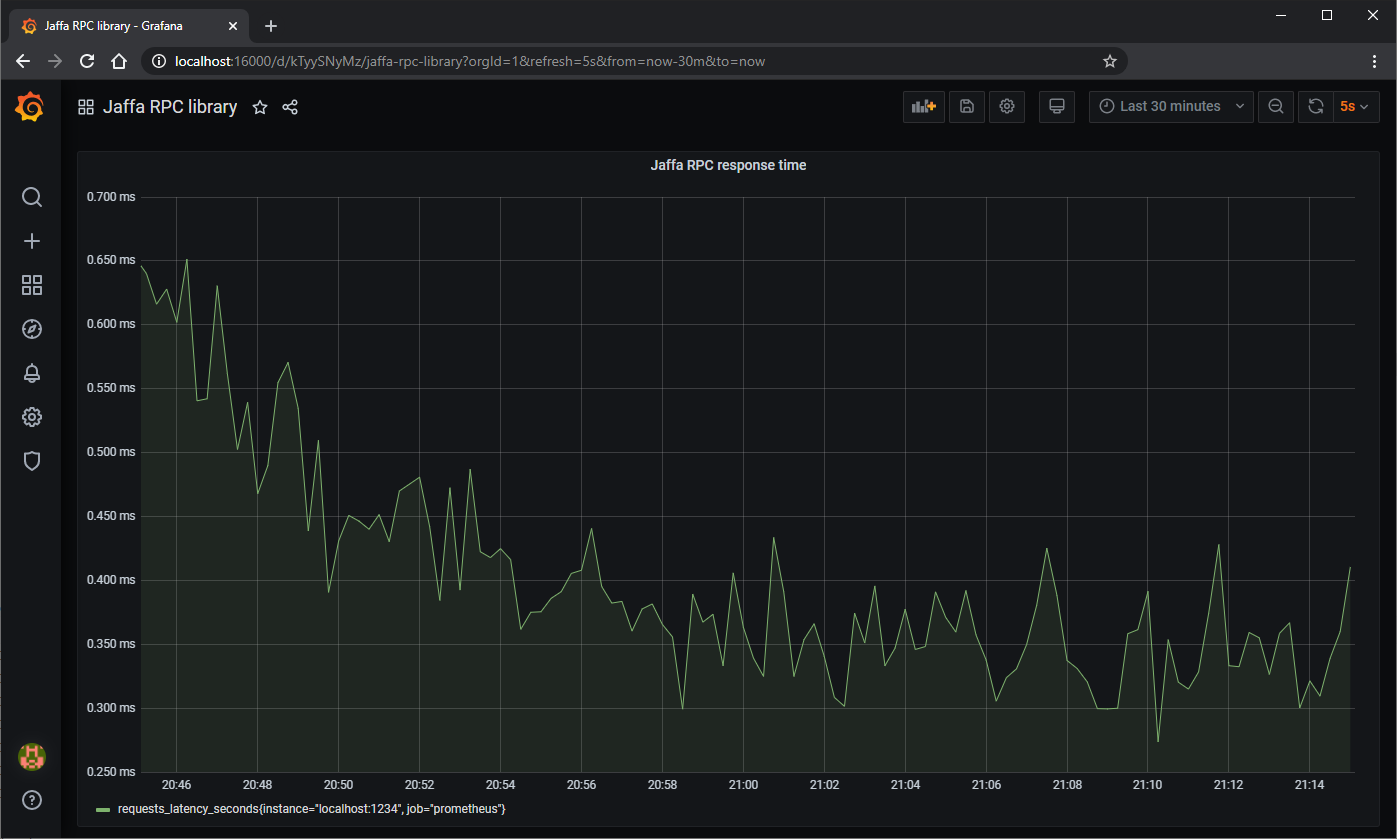 Jaffa RPC library - Grafana
localhost:16000/d/kTyySNyMz/jaffa-rpc-library?orgId=1&refresh=5s&from=now-30m&to=now
Jaffa RPC library
Last 30 minutes
5s
Jaffa RPC response time
0.700 ms
0.650 ms
0.600 ms
0.550 ms
0.500 ms
0.450 ms
0.400 ms
0.350 ms
0.300 ms
0.250 ms
20:46 20:48 20:50 20:52 20:54 20:56 20:58 21:00 21:02 21:04 21:06 21:08 21:10 21:12 21:14
requests_latency_seconds{instance="localhost:1234", job="prometheus"}